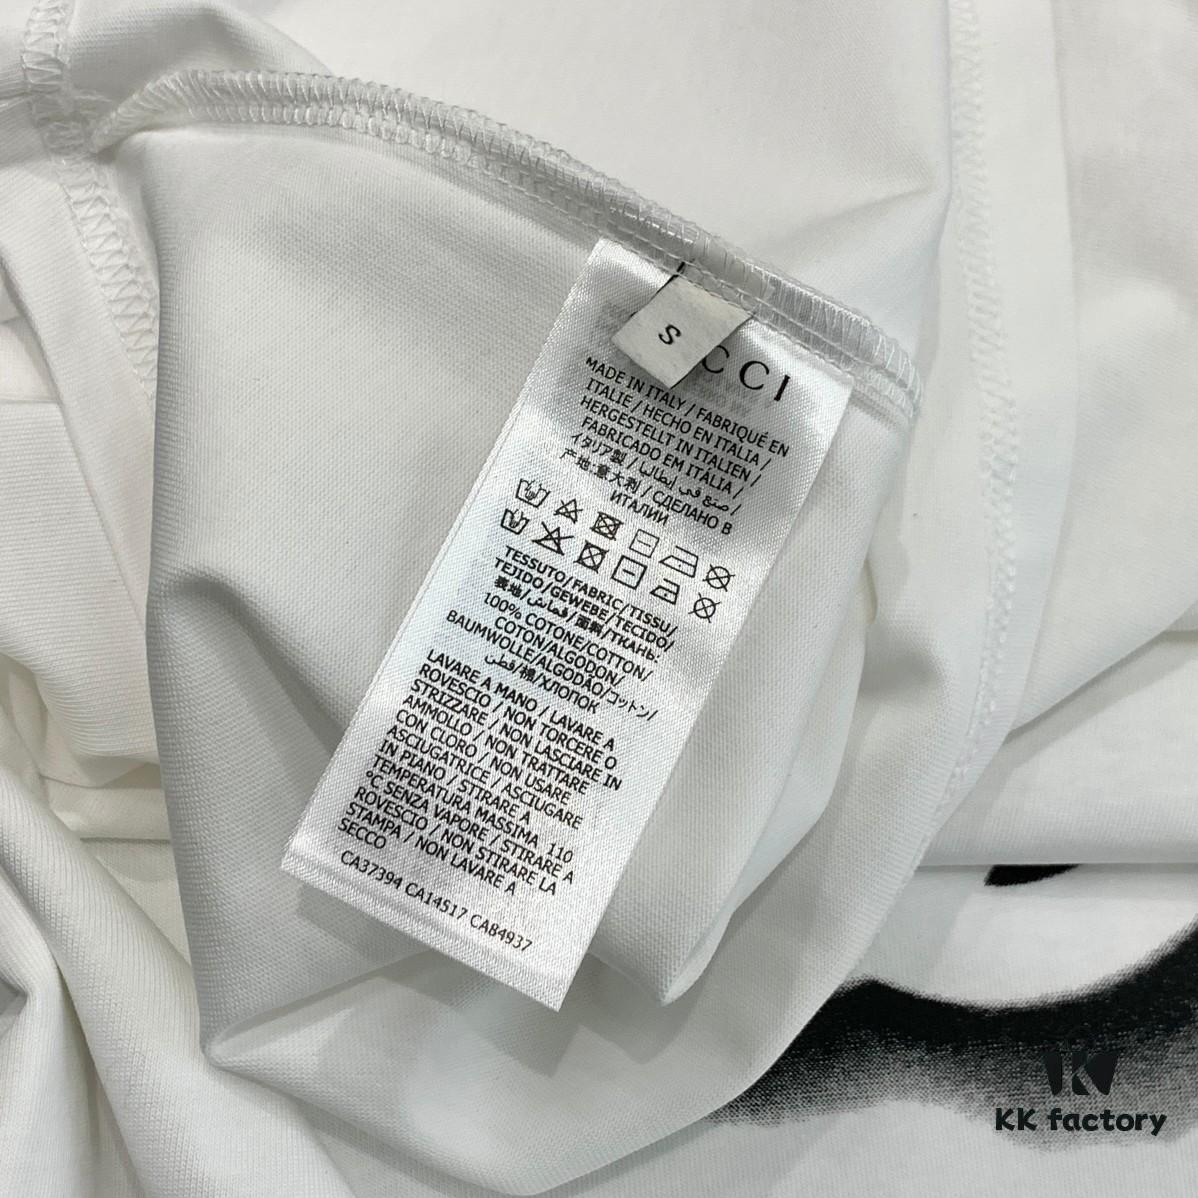 S
CCI
MADE IN ITALY / FABRIQUÉ EN
ITALIE / HECHO EN ITALIA /
HERGESTELLT IN ITALIEN /
FABRICADO EM ITÁLIA /
イタリア製 / صنع في إيطاليا /
产地:意大利 / СДЕЛАНО В
ИТАЛИИ
TESSUTO/FABRIC/TISSU/
TEJIDO/GEWEBE/TECIDO/
表地/قماش/面料/ТКАНЬ:
100% COTONE/COTTON/
COTON/ALGODON/
BAUMWOLLE/ALGODÃO/コットン/
قطن/棉/ХЛОПОК
LAVARE A MANO / LAVARE A
ROVESCIO / NON TORCERE O
STRIZZARE / NON LASCIARE IN
AMMOLLO / NON TRATTARE
CON CLORO / NON USARE
ASCIUGATRICE / ASCIUGARE
IN PIANO / STIRARE A
TEMPERATURA MASSIMA 110
°C SENZA VAPORE / STIRARE A
ROVESCIO / NON STIRARE LA
STAMPA / NON LAVARE A
SECCO
CA37394 CA14517 CA84937
KK factory